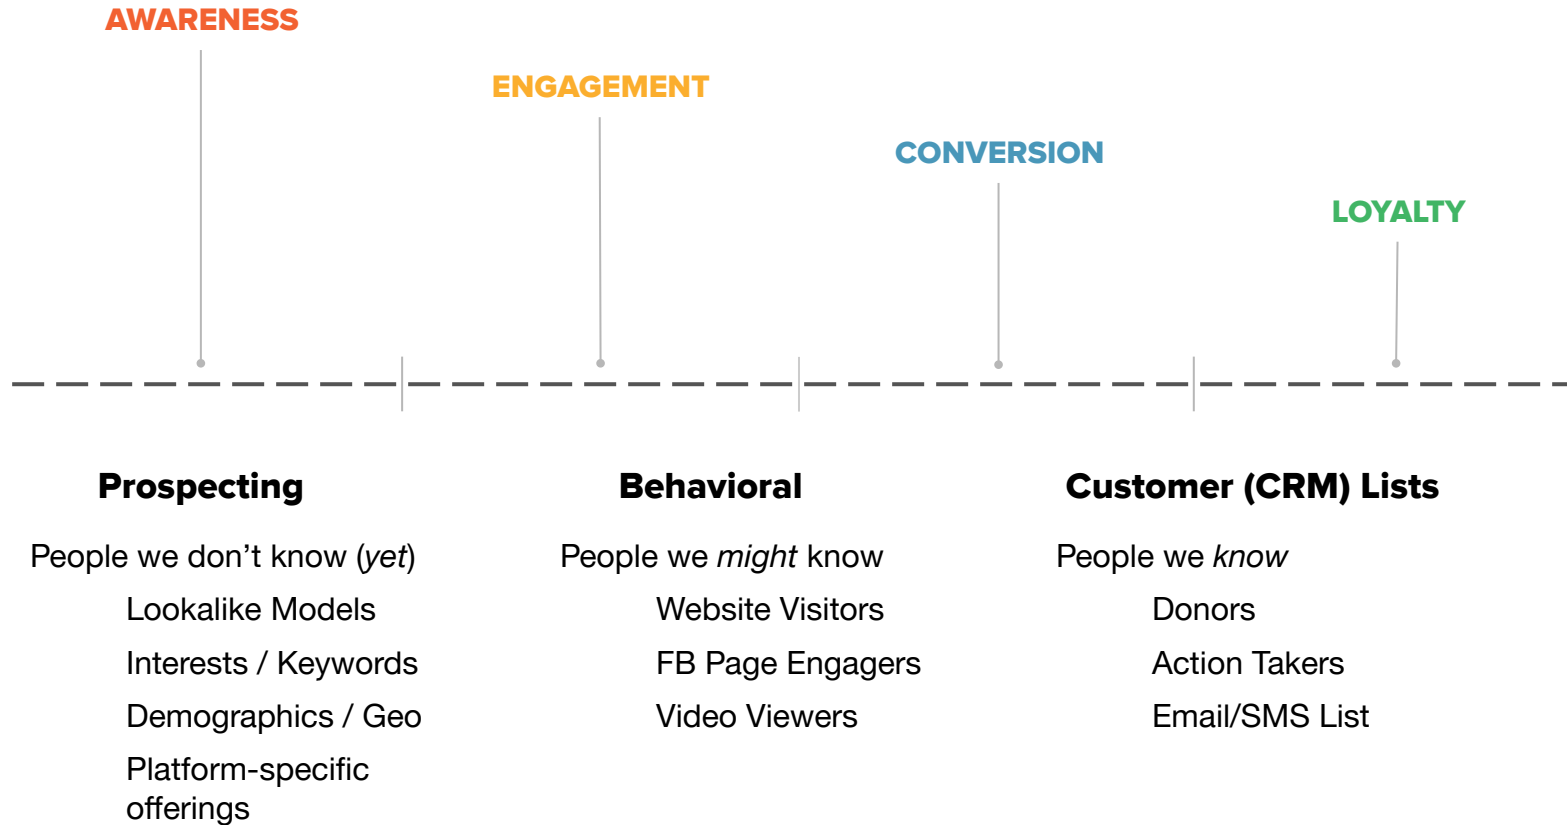 AWARENESS
ENGAGEMENT
CONVERSION
LOYALTY
Prospecting
People we don’t know (yet)
Lookalike Models
Interests / Keywords
Demographics / Geo
Platform-specific
offerings
Behavioral
People we might know
Website Visitors
FB Page Engagers
Video Viewers
Customer (CRM) Lists
People we know
Donors
Action Takers
Email/SMS List